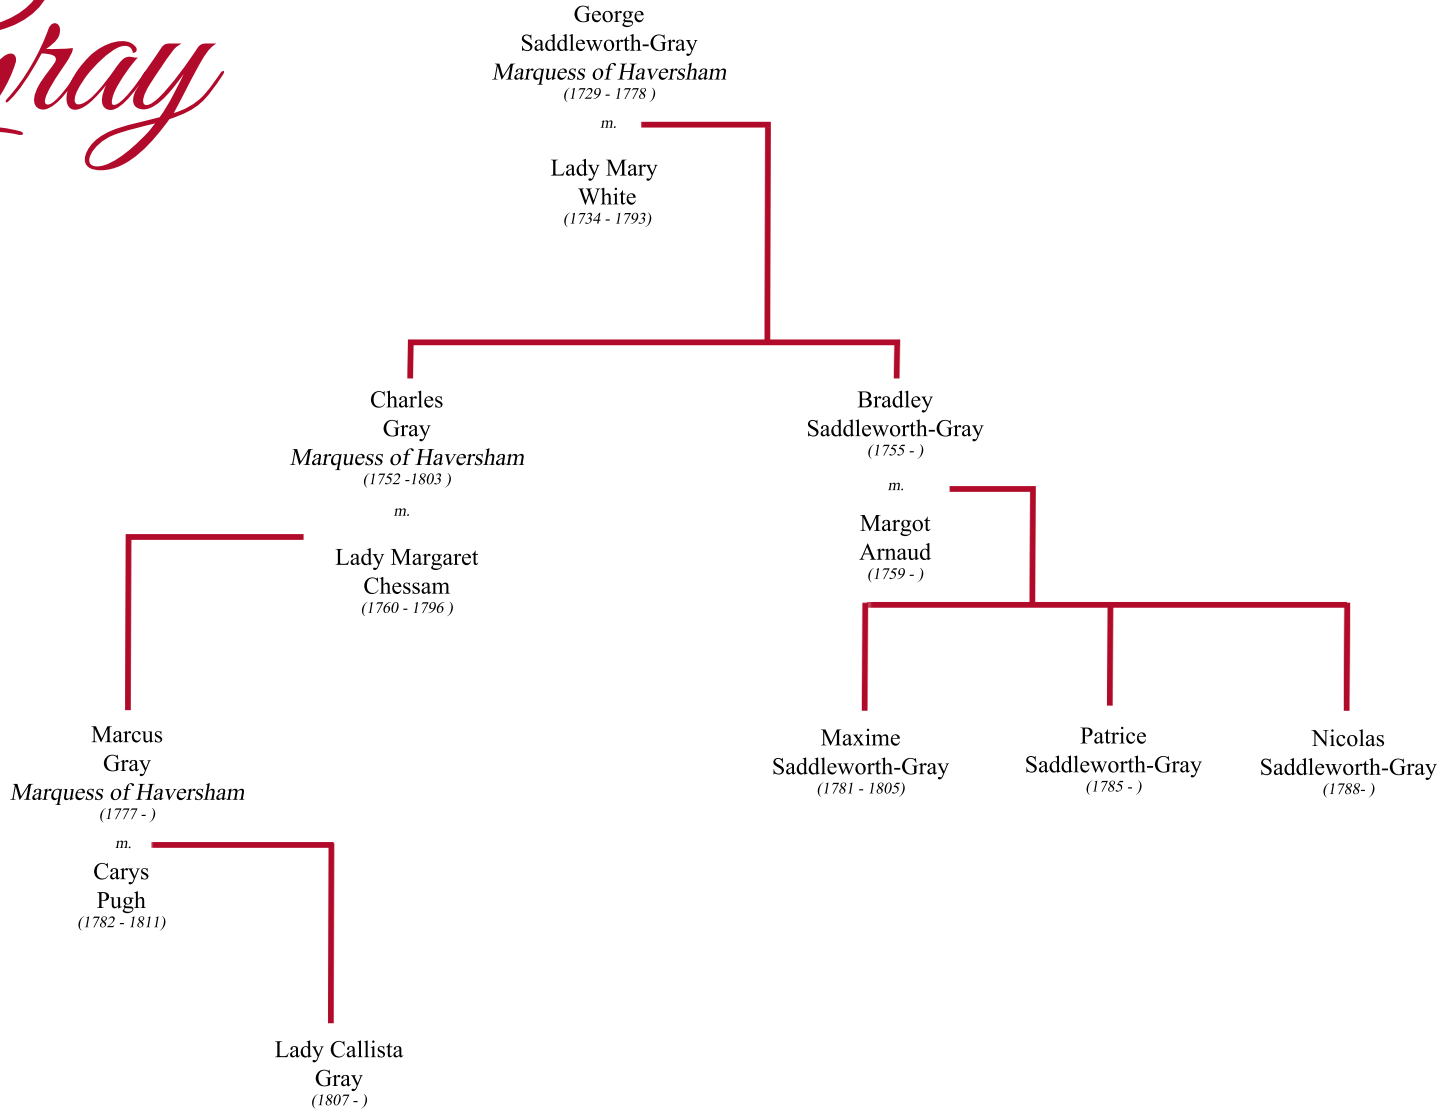 Gray
George
Saddleworth-Gray
Marquess of Haversham
(1729 - 1778 )
m.
Lady Mary
White
(1734 - 1793)
Charles
Gray
Marquess of Haversham
(1752 -1803 )
m.
Lady Margaret
Chessam
(1760 - 1796 )
Bradley
Saddleworth-Gray
(1755 - )
m.
Margot
Arnaud
(1759 - )
Marcus
Gray
Marquess of Haversham
(1777 - )
m.
Carys
Pugh
(1782 - 1811)
Maxime
Saddleworth-Gray
(1781 - 1805)
Patrice
Saddleworth-Gray
(1785 - )
Nicolas
Saddleworth-Gray
(1788- )
Lady Callista
Gray
(1807 - )